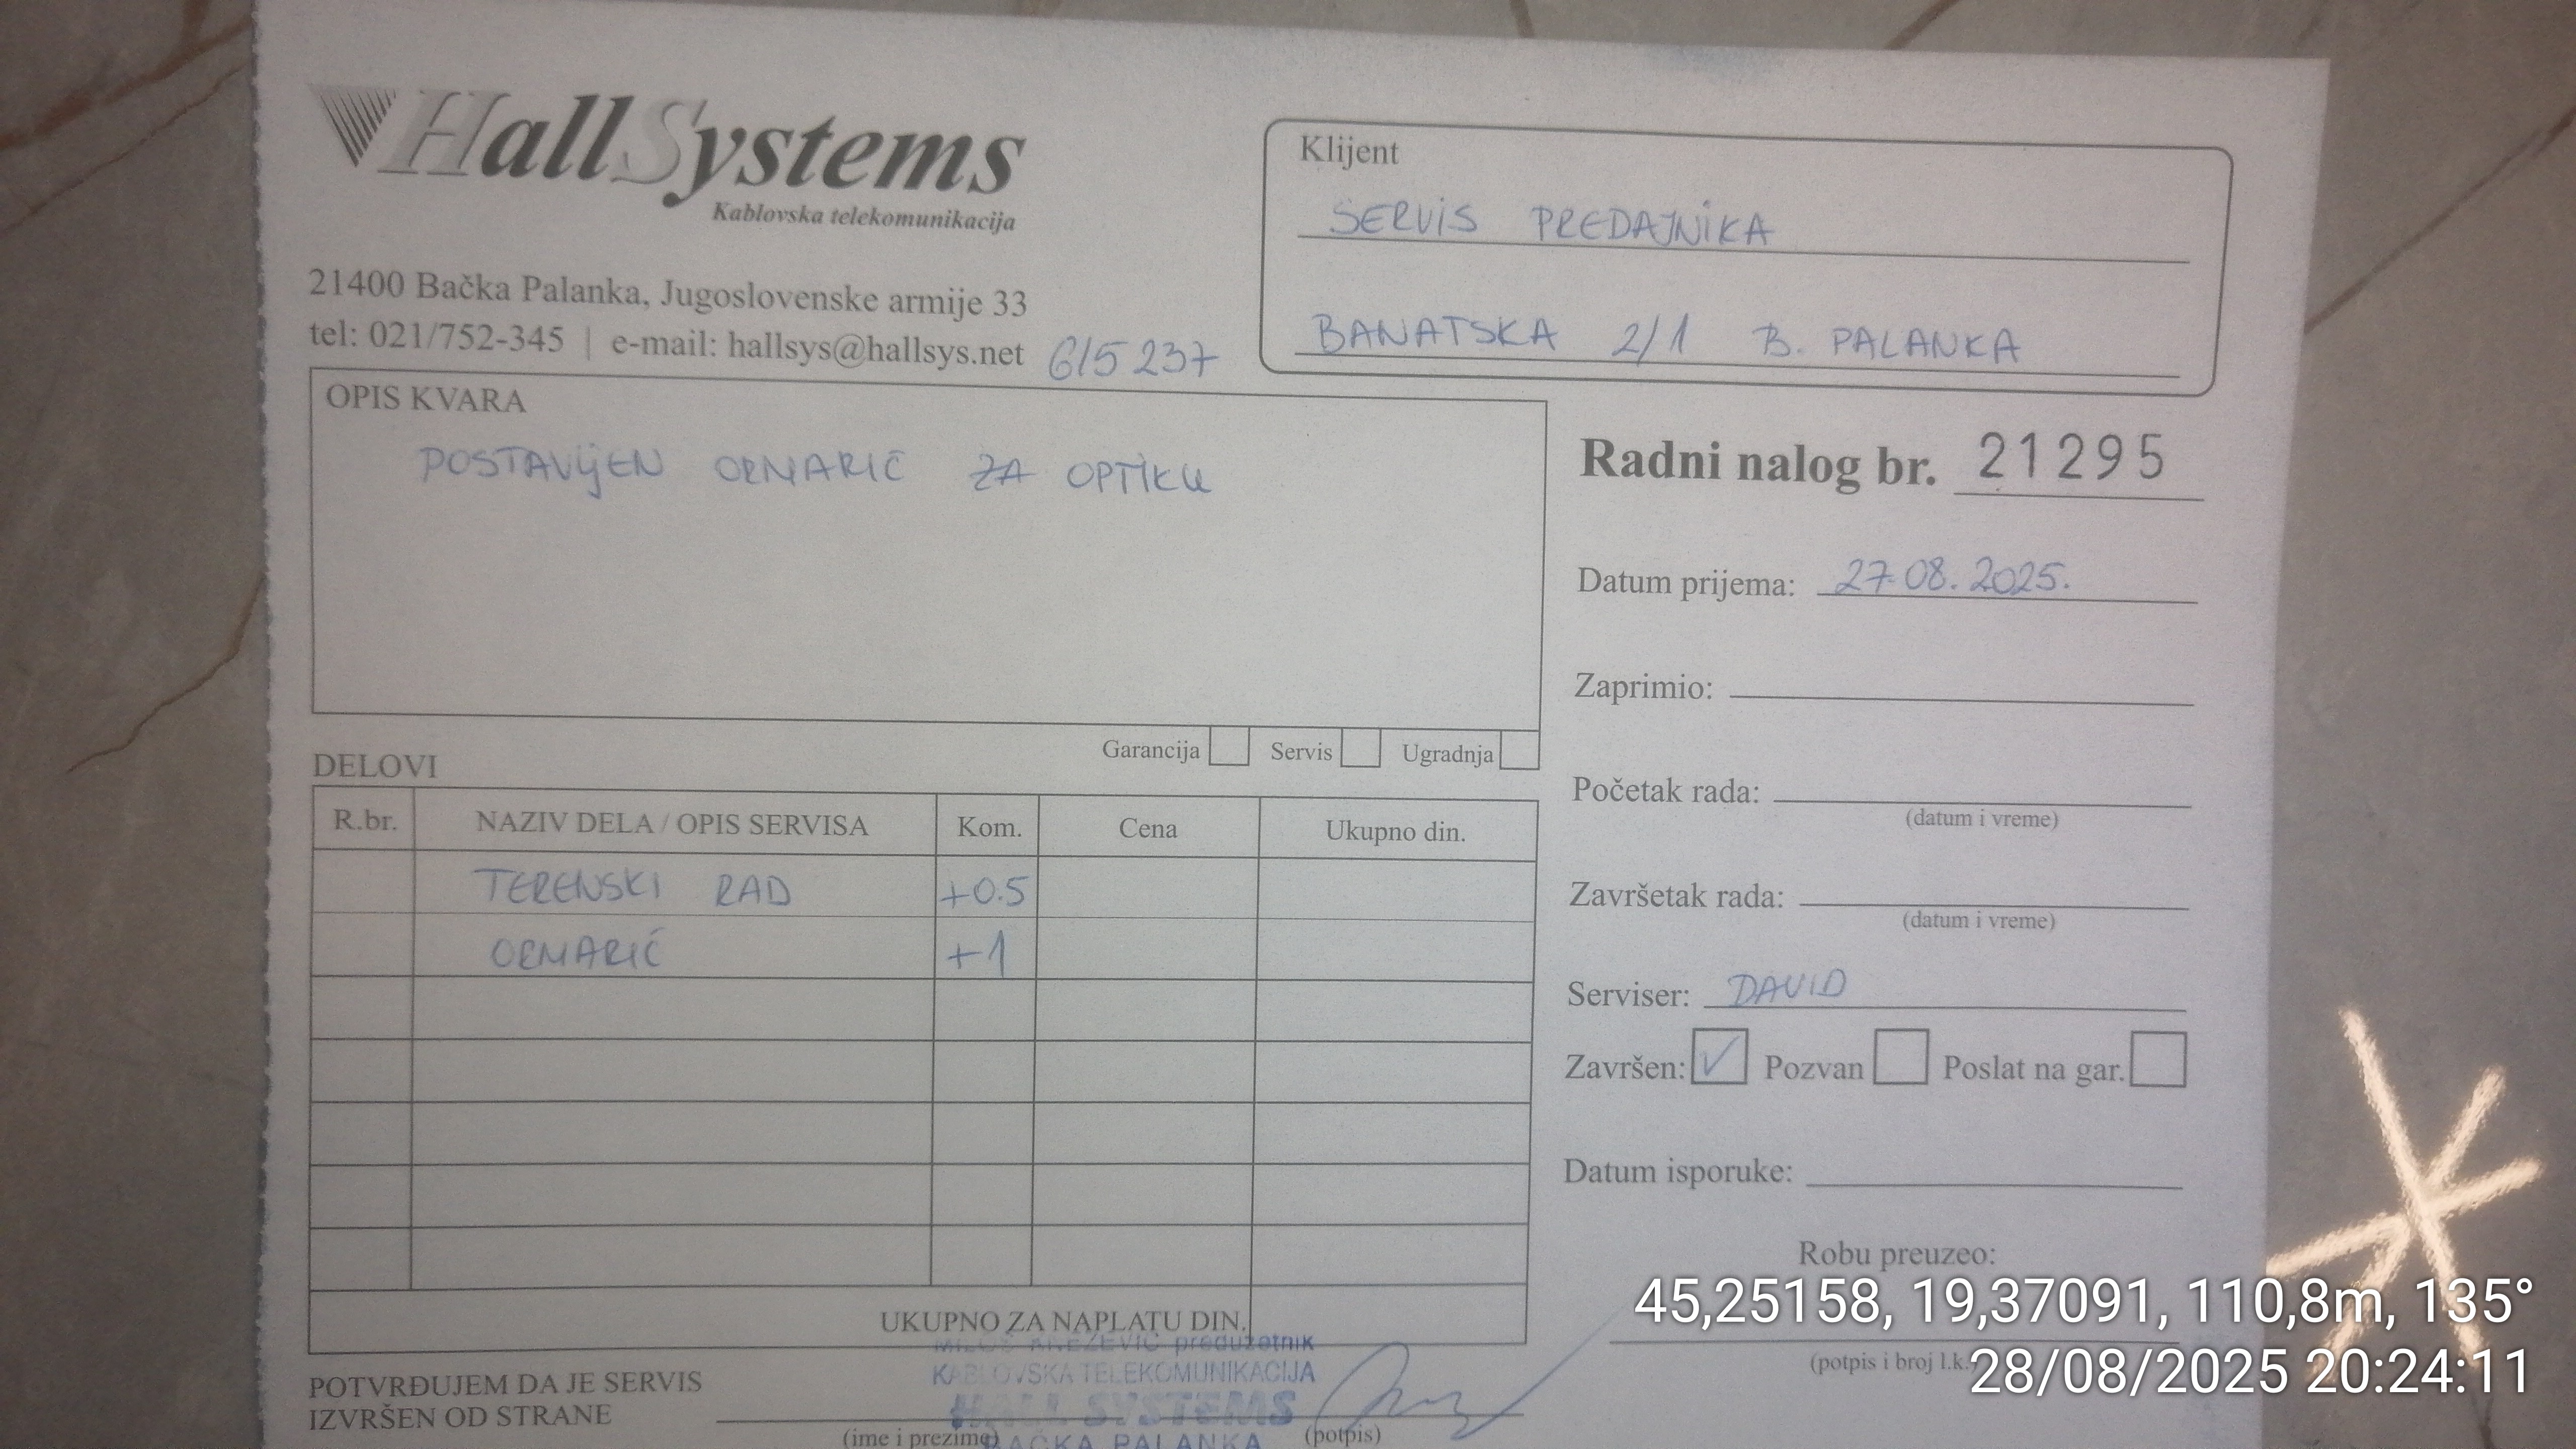 HallSystems
Kablovska telekomunikacija
21400 Bačka Palanka, Jugoslovenske armije 33
tel: 021/752-345 | e-mail: hallsys@hallsys.net
615 237
Klijent
SERVIS PREDAJNIKA
BANATSKA 2/1 B. PALANKA
OPIS KVARA
POSTAVLJEN ORMARIĆ ZA OPTIKU
Garancija Servis Ugradnja
Radni nalog br. 21295
Datum prijema: 27.08.2025.
Zaprimio:
Početak rada:
(datum i vreme)
Završetak rada:
(datum i vreme)
Serviser: DAVID
Završen: ✓ Pozvan Poslat na gar.
Datum isporuke:
Robu preuzeo:
(potpis i broj l.k.
DELOVI
R.br. NAZIV DELA / OPIS SERVISA Kom. Cena Ukupno din.
TERENSKI RAD +0.5
ORMARIĆ +1
UKUPNO ZA NAPLATU DIN.
preduzetnik
KABLOVSKA TELEKOMUNIKACIJA
HALL SYSTEMS
BAČKA PALANKA
POTVRĐUJEM DA JE SERVIS
IZVRŠEN OD STRANE
(ime i prezime) (potpis)
45,25158, 19,37091, 110,8m, 135°
28/08/2025 20:24:11